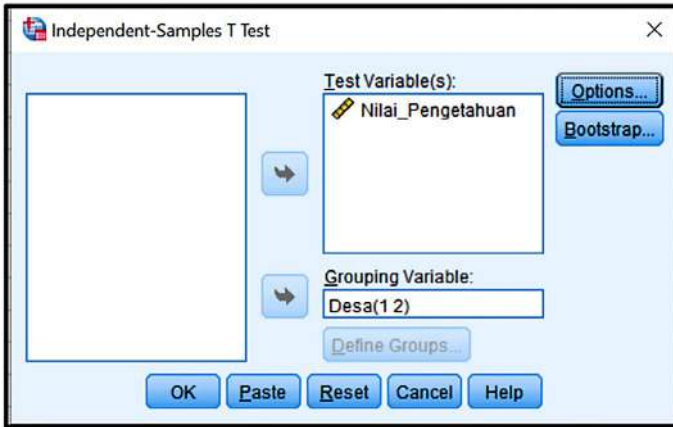 Independent-Samples T Test
Test Variable(s):
Nilai_Pengetahuan
Options...
Bootstrap...
Grouping Variable:
Desa(1 2)
Define Groups...
OK Paste Reset Cancel Help